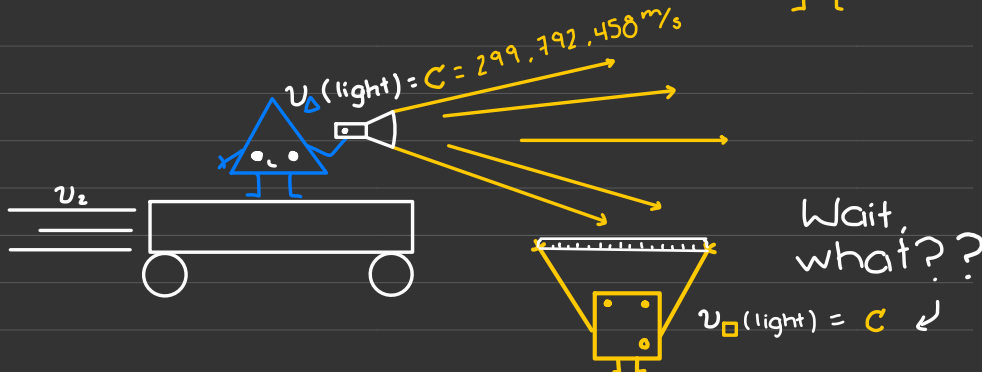 υ△(light) = C = 299,792,458 m/s
υ₂
Wait,
what??
υ□(light) = C